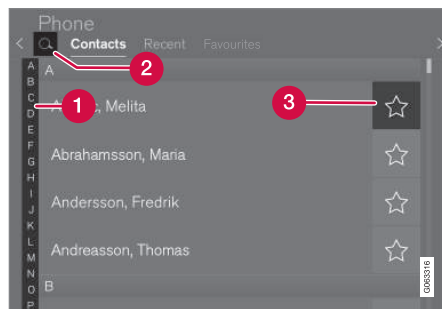 Phone
Contacts Recent Favourites
2
A
B
C
D
E
F
G
H
I
J
K
L
M
N
O
P
A
1
, Melita
3
Abrahamsson, Maria
Andersson, Fredrik
Andreasson, Thomas
B
G063316